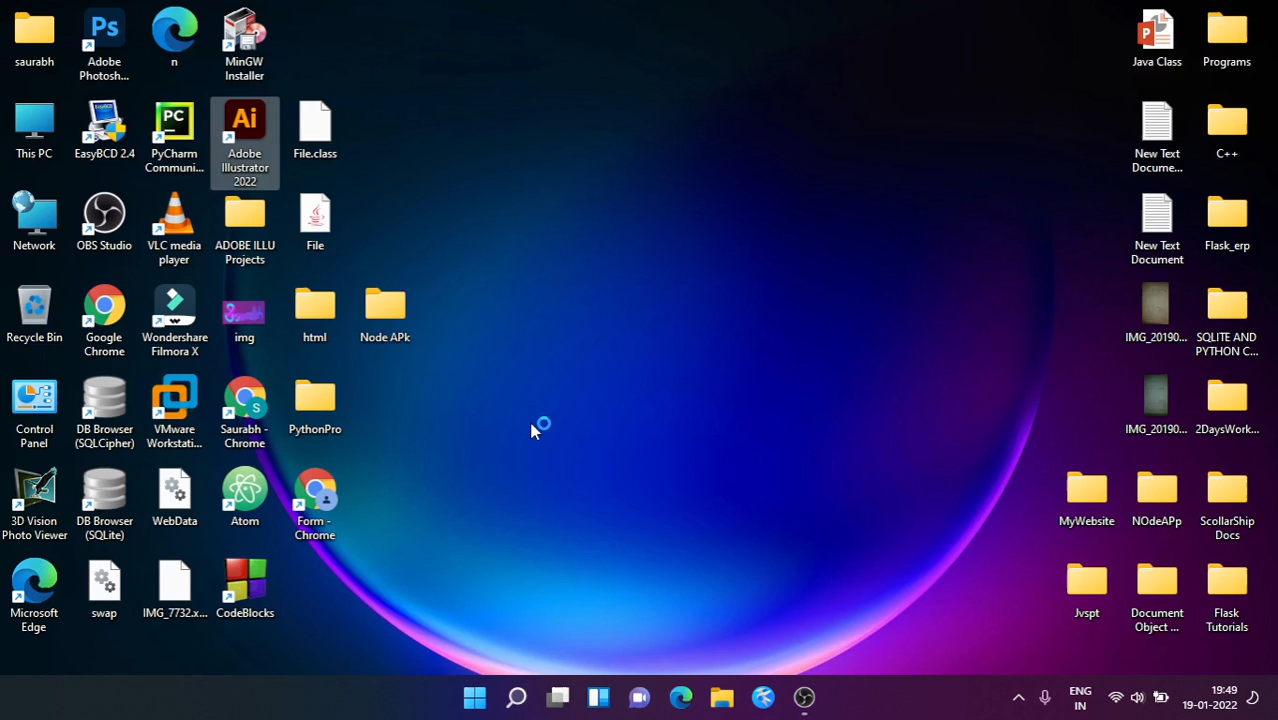 saurabh
Adobe
Photosh...
n
MinGW
Installer
Java Class
Programs
This PC
EasyBCD 2.4
PC
PyCharm
Communi...
Ai
Adobe
Illustrator
2022
File.class
New Text
Docume...
C++
Network
OBS Studio
VLC media
player
ADOBE ILLU
Projects
File
New Text
Document
Flask_erp
Recycle Bin
Google
Chrome
Wondershare
Filmora X
img
html
Node APk
IMG_20190...
SQLITE AND
PYTHON C...
Control
Panel
DB Browser
(SQLCipher)
VMware
Workstati...
S
Saurabh -
Chrome
PythonPro
IMG_20190...
2DaysWork...
3D Vision
Photo Viewer
DB Browser
(SQLite)
WebData
Atom
Form -
Chrome
MyWebsite
NOdeAPp
ScollarShip
Docs
Microsoft
Edge
swap
IMG_7732.x...
CodeBlocks
Jvspt
Document
Object ...
Flask
Tutorials
Ps
P
ENG
IN
19:49
19-01-2022